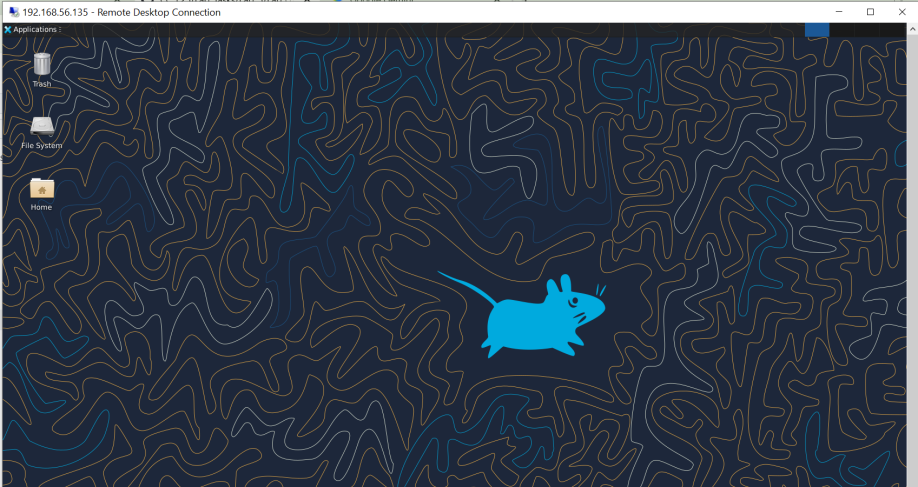 192.168.56.135 - Remote Desktop Connection
Applications :
Trash
File System
Home